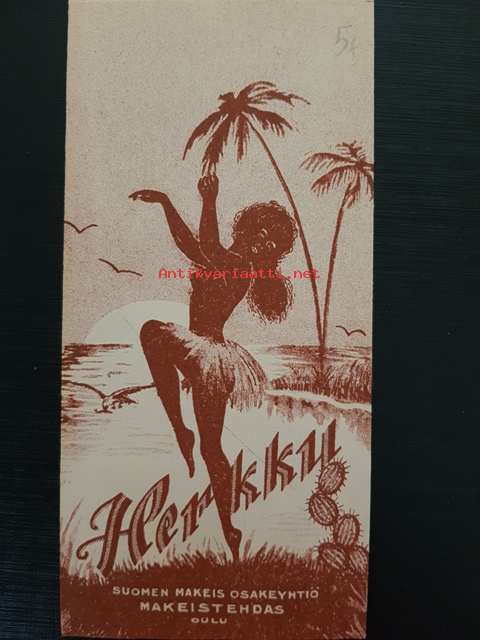 5
Antikvariaatti.net
Herkku
SUOMEN MAKEIS OSAKEYHTIÖ
MAKEISTEHDAS
OULU